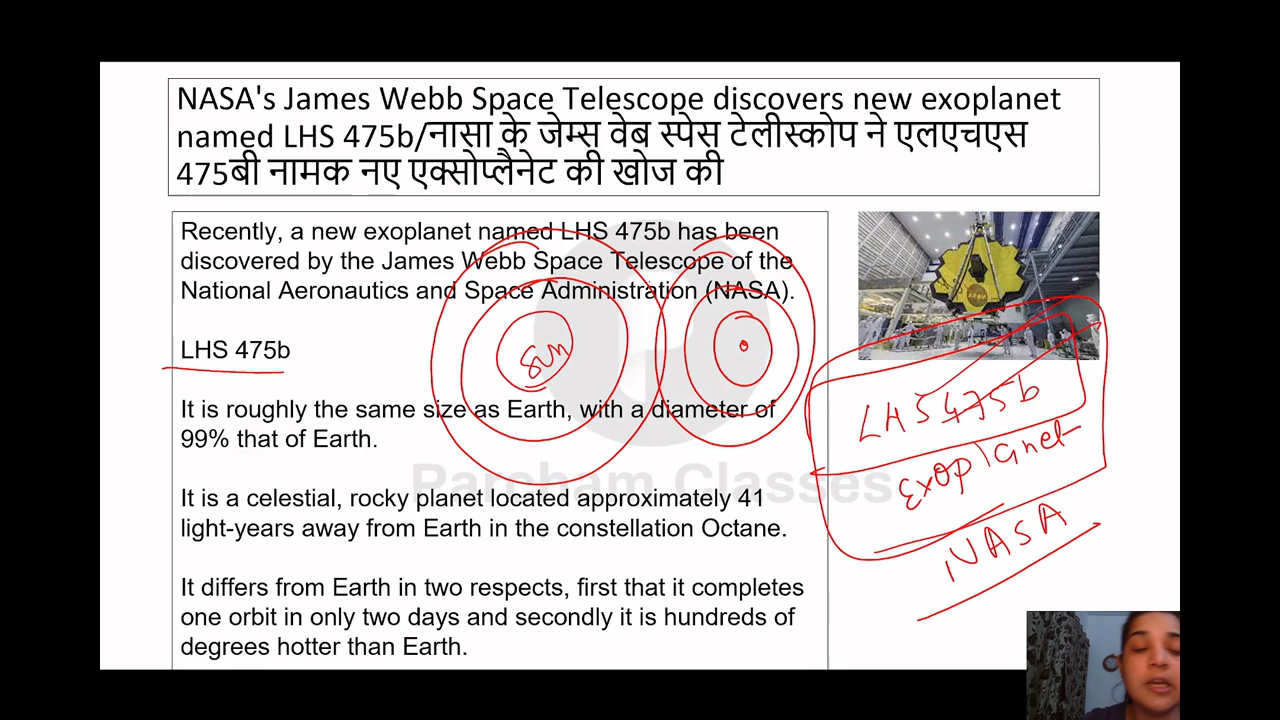 NASA's James Webb Space Telescope discovers new exoplanet
named LHS 475b/नासा के जेम्स वेब स्पेस टेलीस्कोप ने एलएचएस
475बी नामक नए एक्सोप्लैनेट की खोज की
Recently, a new exoplanet named LHS 475b has been
discovered by the James Webb Space Telescope of the
National Aeronautics and Space Administration (NASA).
LHS 475b
It is roughly the same size as Earth, with a diameter of
99% that of Earth.
It is a celestial, rocky planet located approximately 41
light-years away from Earth in the constellation Octane.
It differs from Earth in two respects, first that it completes
one orbit in only two days and secondly it is hundreds of
degrees hotter than Earth.
Sun
LHS475b
Exoplanet
NASA
Parcham Classes